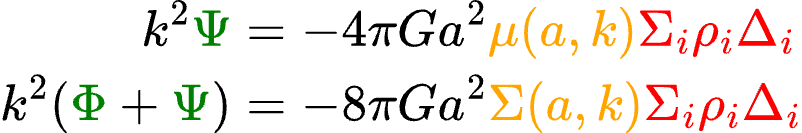 k²Ψ = −4πGa²μ(a, k)Σᵢρᵢ∆ᵢ
k²(Φ + Ψ) = −8πGa²Σ(a, k)Σᵢρᵢ∆ᵢ